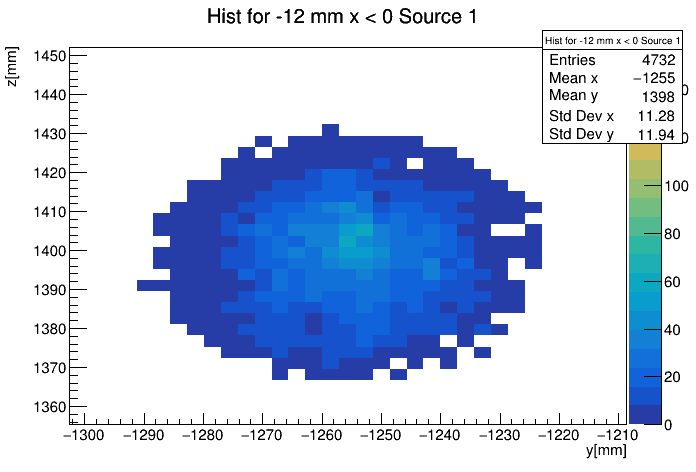 Hist for -12 mm x < 0 Source 1
Hist for -12 mm x < 0 Source 1
Entries 4732
Mean x −1255
Mean y 1398
Std Dev x 11.28
Std Dev y 11.94
z[mm]
1450
1440
1430
1420
1410
1400
1390
1380
1370
1360
−1300 −1290 −1280 −1270 −1260 −1250 −1240 −1230 −1220 −1210
y[mm]
0
0
100
80
60
40
20
0